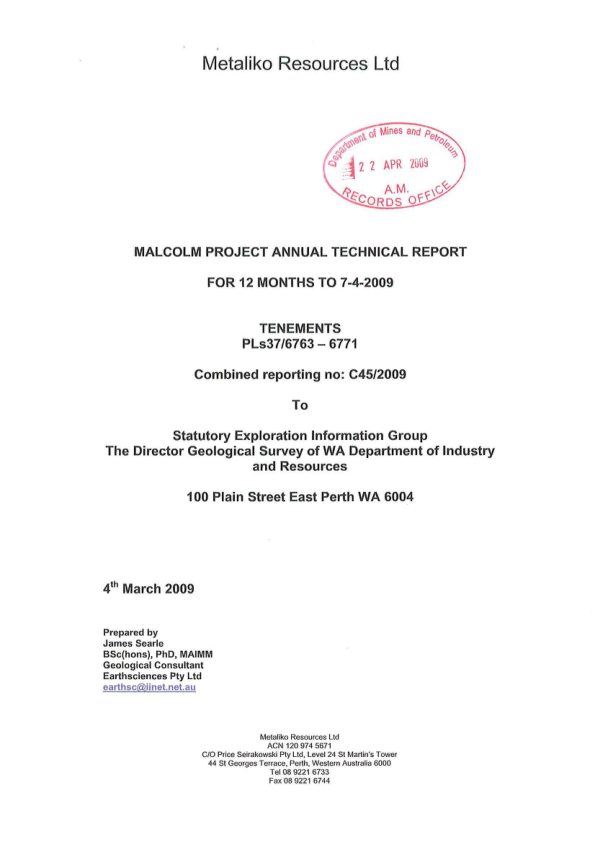 Metaliko Resources Ltd
Department of Mines and Petroleum
22 APR 2009
A.M.
RECORDS OFFICE
MALCOLM PROJECT ANNUAL TECHNICAL REPORT
FOR 12 MONTHS TO 7-4-2009
TENEMENTS
PLs37/6763 – 6771
Combined reporting no: C45/2009
To
Statutory Exploration Information Group
The Director Geological Survey of WA Department of Industry
and Resources
100 Plain Street East Perth WA 6004
4th March 2009
Prepared by
James Searle
BSc(hons), PhD, MAIMM
Geological Consultant
Earthsciences Pty Ltd
earthsc@iinet.net.au
Metaliko Resources Ltd
ACN 120 974 5671
C/O Price Seirakowski Pty Ltd, Level 24 St Martin's Tower
44 St Georges Terrace, Perth, Western Australia 6000
Tel 08 9221 6733
Fax 08 9221 6744